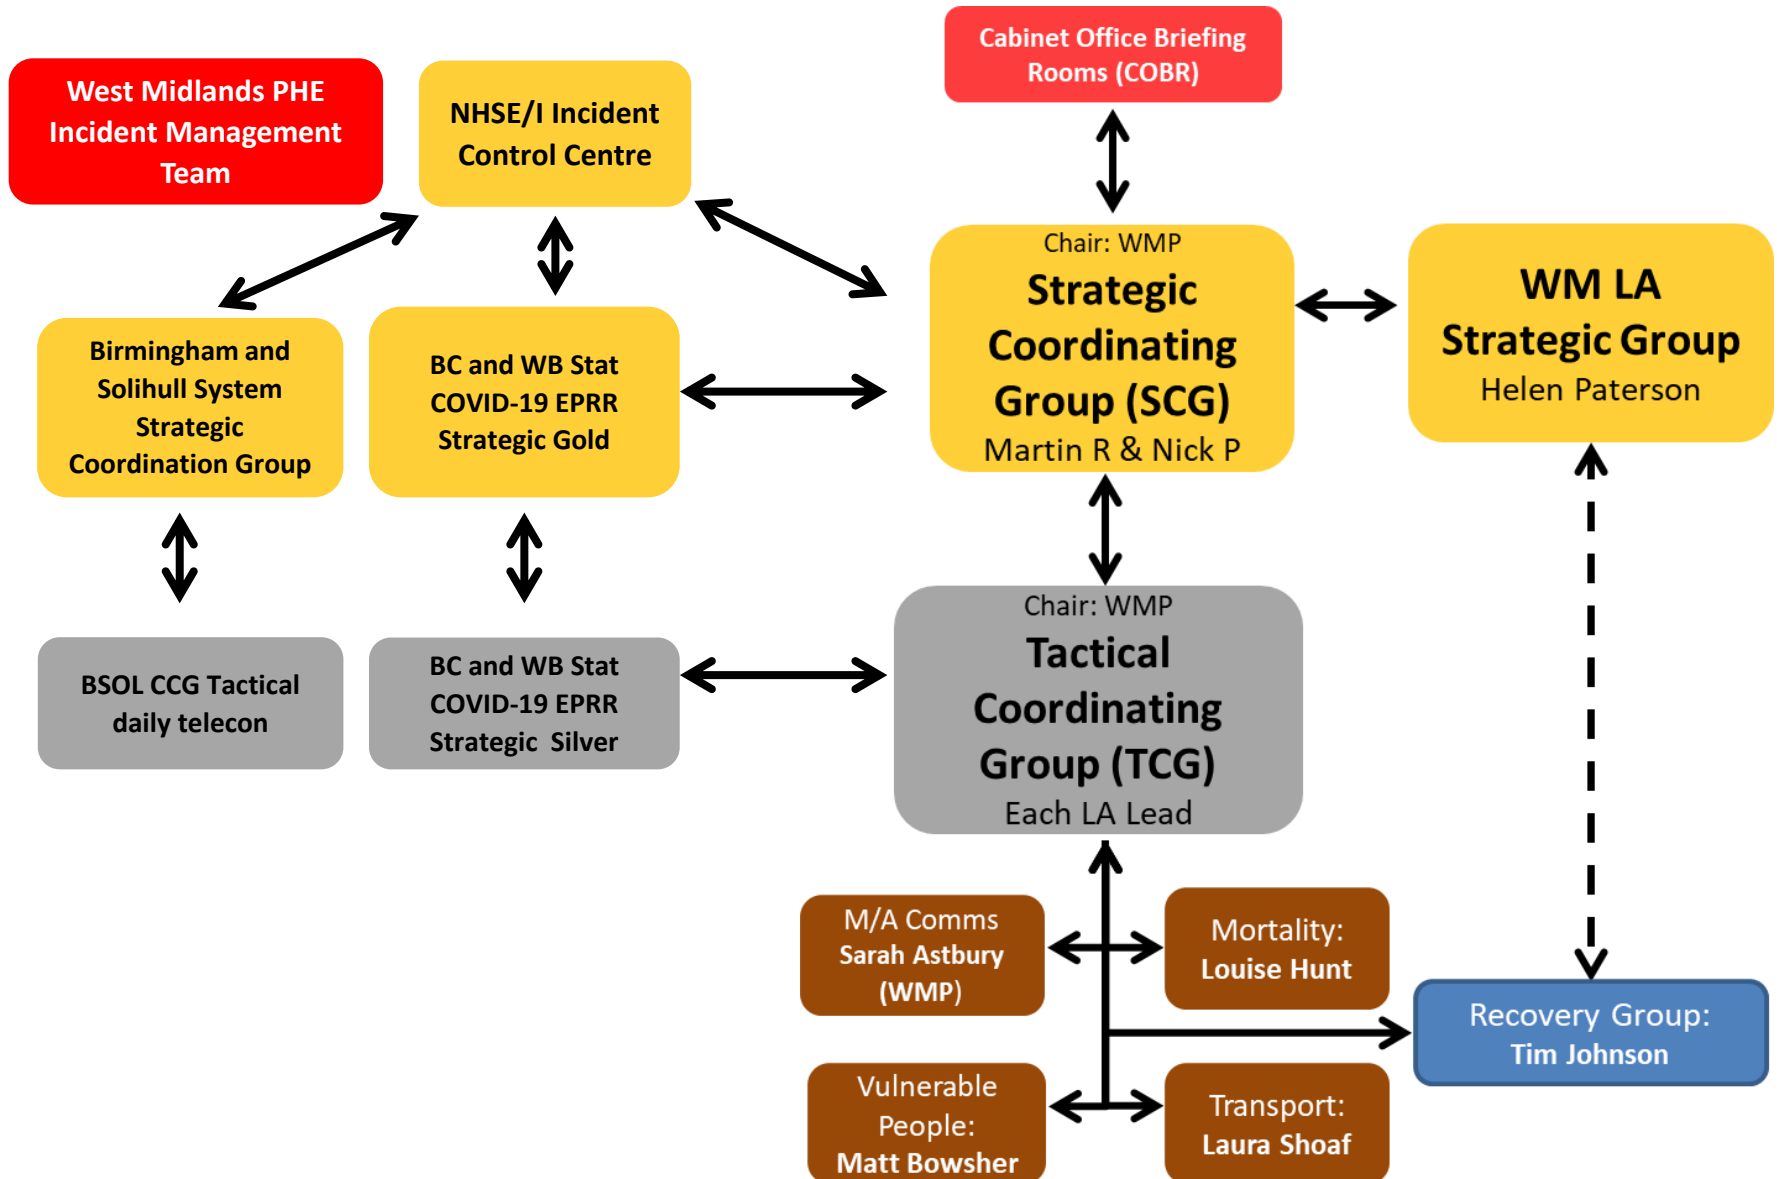 Cabinet Office Briefing
Rooms (COBR)
West Midlands PHE
Incident Management
Team
NHSE/I Incident
Control Centre
Chair: WMP
Strategic
Coordinating
Group (SCG)
Martin R & Nick P
WM LA
Strategic Group
Helen Paterson
Birmingham and
Solihull System
Strategic
Coordination Group
BC and WB Stat
COVID-19 EPRR
Strategic Gold
Chair: WMP
Tactical
Coordinating
Group (TCG)
Each LA Lead
BSOL CCG Tactical
daily telecon
BC and WB Stat
COVID-19 EPRR
Strategic Silver
M/A Comms
Sarah Astbury
(WMP)
Mortality:
Louise Hunt
Recovery Group:
Tim Johnson
Vulnerable
People:
Matt Bowsher
Transport:
Laura Shoaf